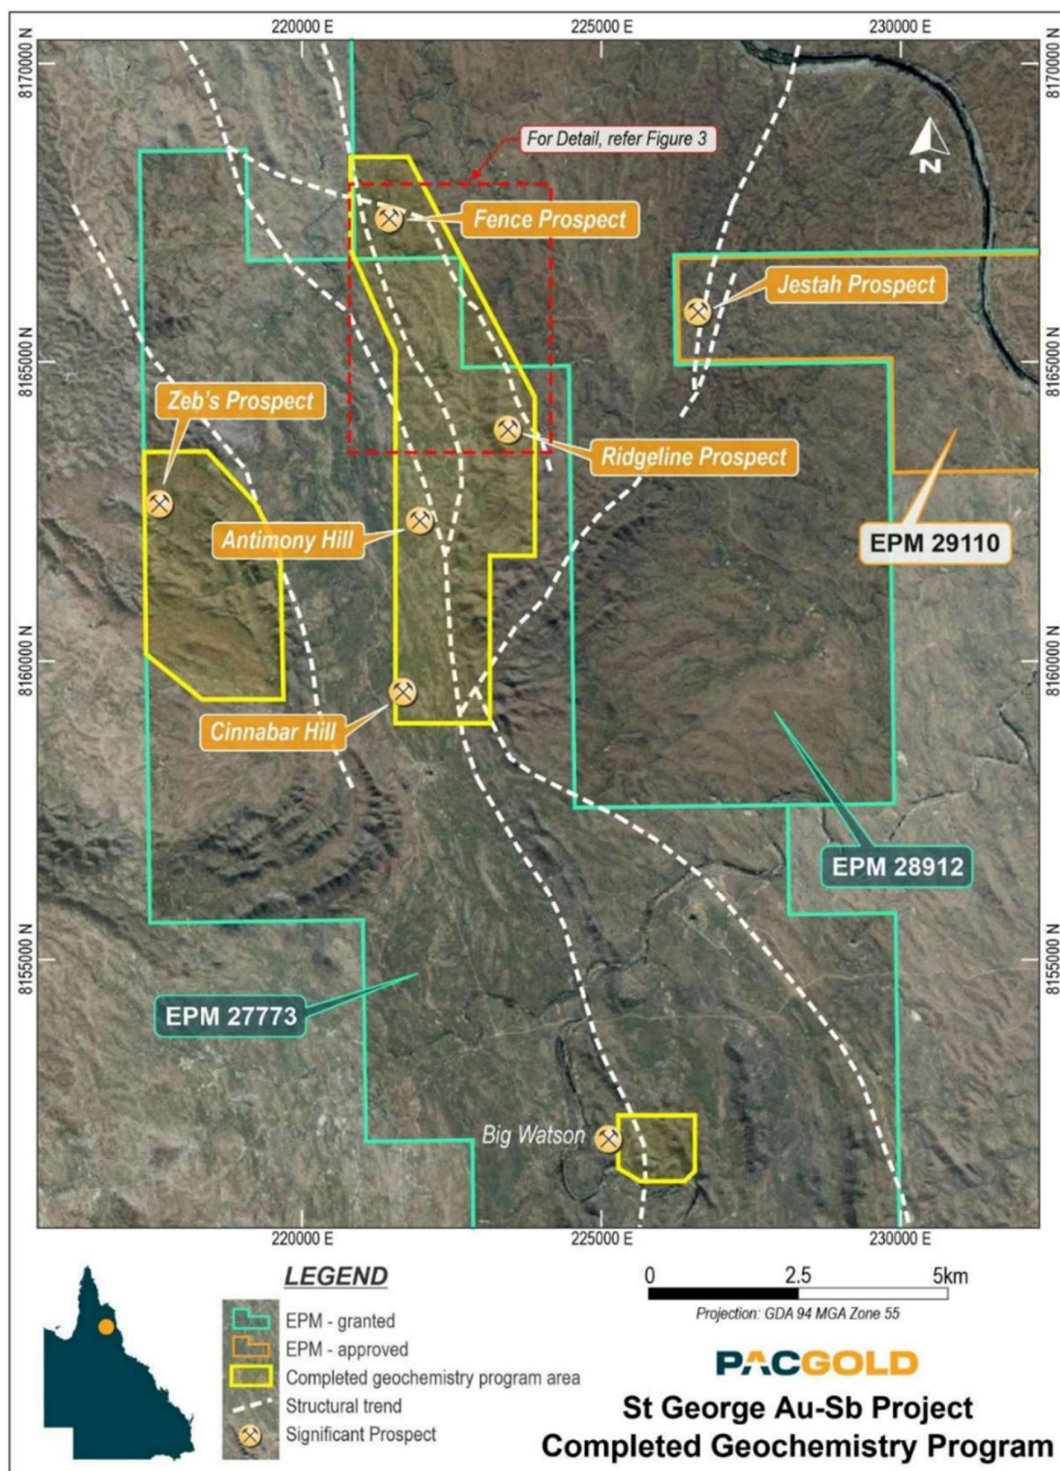 220000 E
225000 E
230000 E
8170000 N
8170000 N
For Detail, refer Figure 3
N
Fence Prospect
Jestah Prospect
8165000 N
8165000 N
Zeb's Prospect
Ridgeline Prospect
Antimony Hill
EPM 29110
8160000 N
8160000 N
Cinnabar Hill
EPM 28912
8155000 N
8155000 N
EPM 27773
Big Watson
220000 E
225000 E
230000 E
LEGEND
EPM - granted
EPM - approved
Completed geochemistry program area
Structural trend
Significant Prospect
0 2.5 5km
Projection: GDA 94 MGA Zone 55
PACGOLD
St George Au-Sb Project
Completed Geochemistry Program